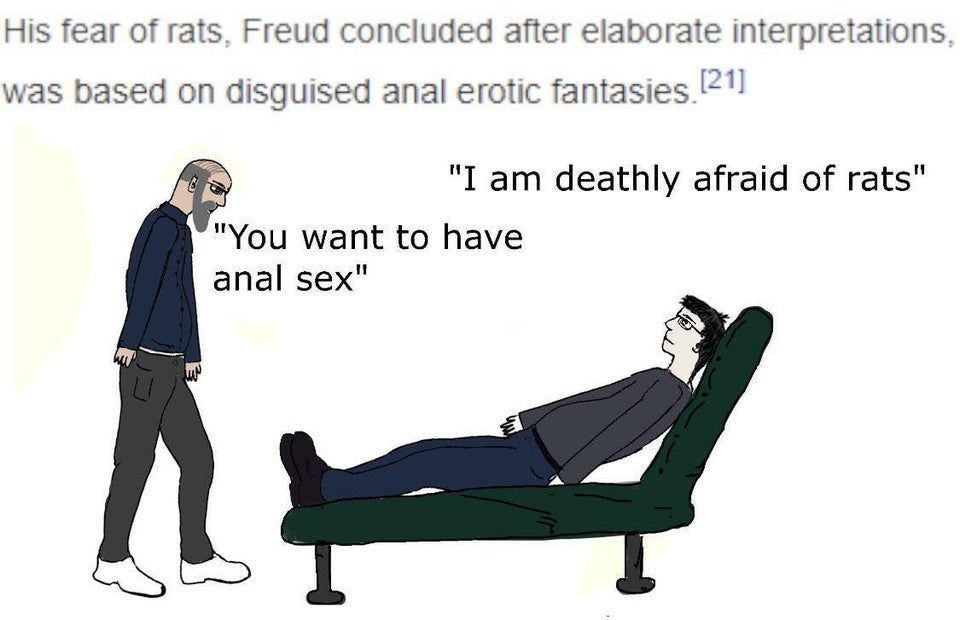 His fear of rats, Freud concluded after elaborate interpretations,
was based on disguised anal erotic fantasies.[21]
"I am deathly afraid of rats"
"You want to have
anal sex"